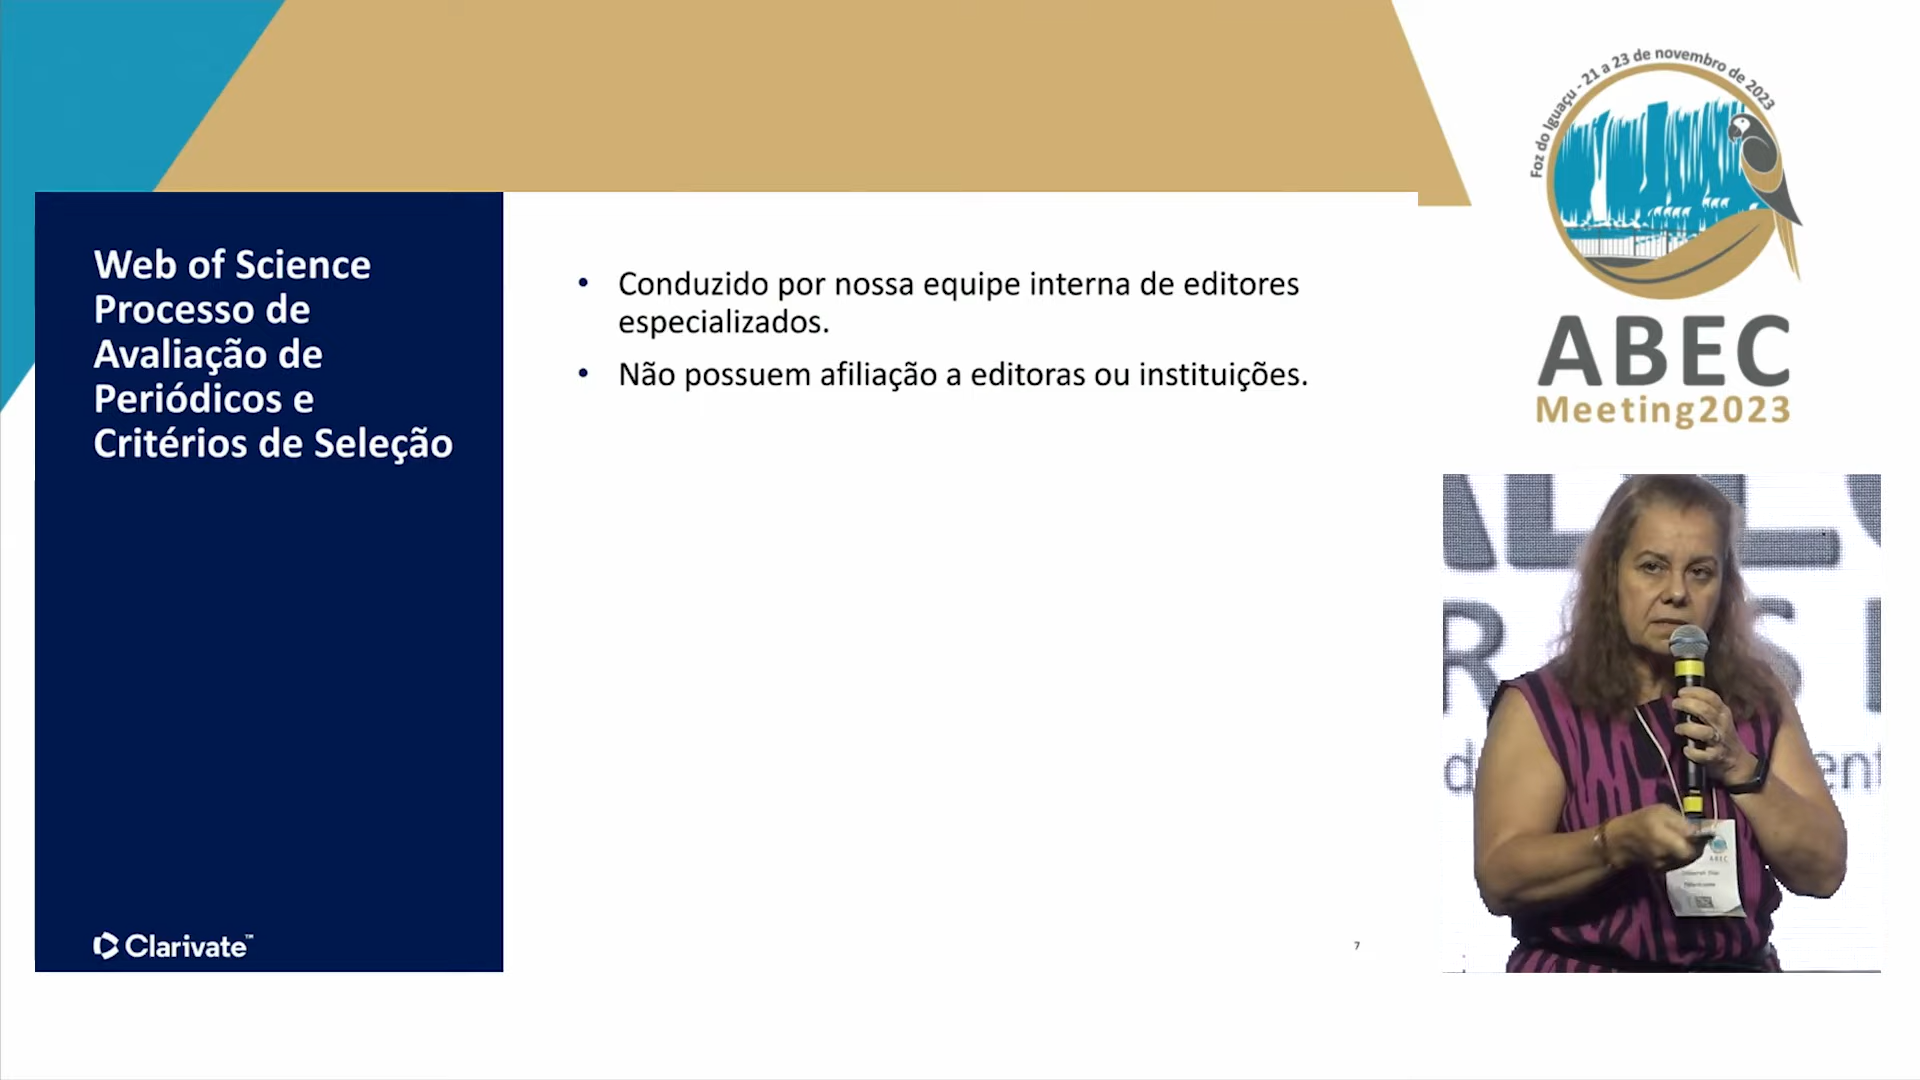 Foz do Iguaçu - 21 a 23 de novembro de 2023
ABEC
Meeting2023
Web of Science
Processo de
Avaliação de
Periódicos e
Critérios de Seleção
• Conduzido por nossa equipe interna de editores
especializados.
• Não possuem afiliação a editoras ou instituições.
Clarivate™
7
ABEC